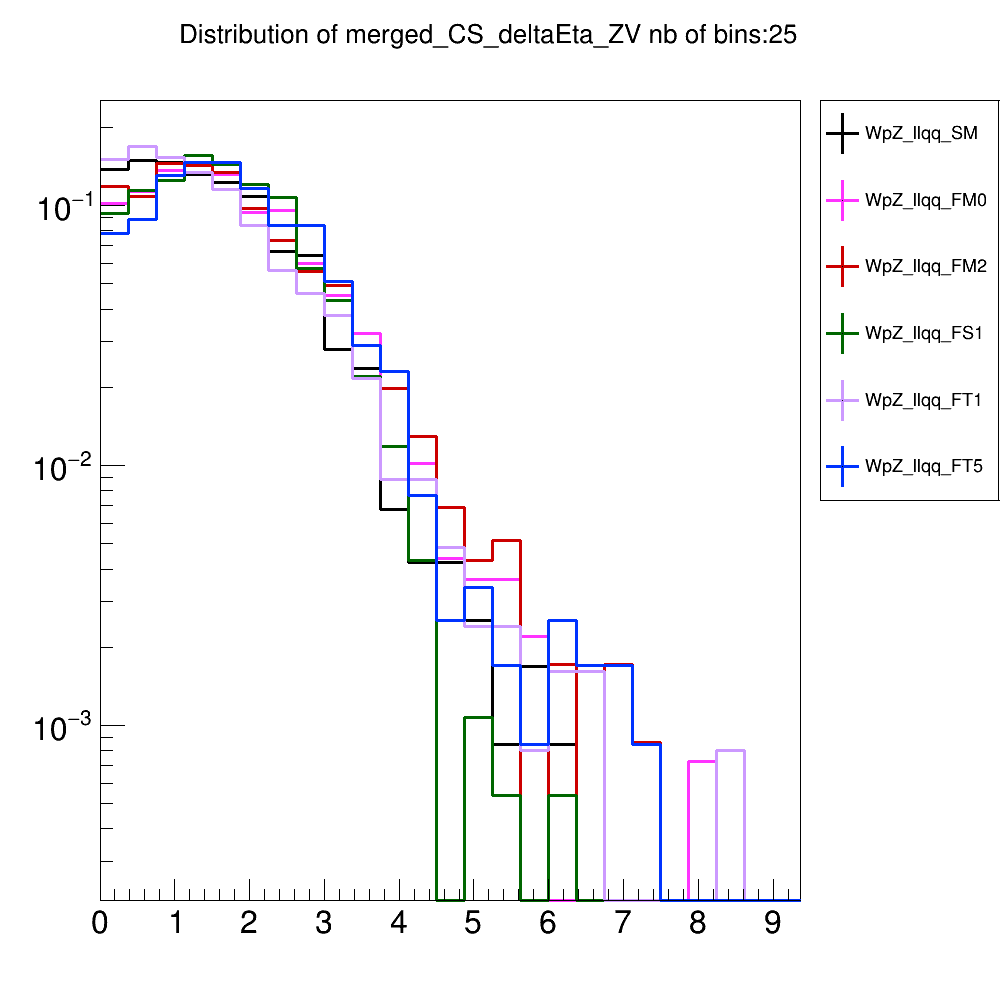 Distribution of merged_CS_deltaEta_ZV nb of bins:25
WpZ_llqq_SM
WpZ_llqq_FM0
WpZ_llqq_FM2
WpZ_llqq_FS1
WpZ_llqq_FT1
WpZ_llqq_FT5
10⁻¹
10⁻²
10⁻³
0 1 2 3 4 5 6 7 8 9